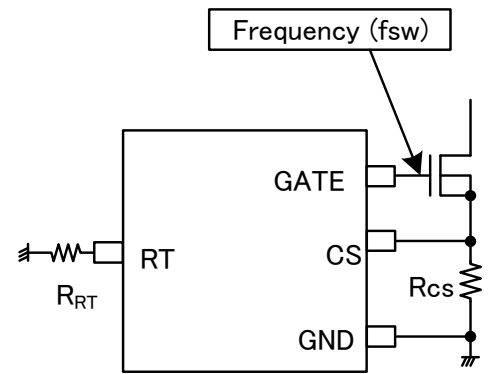 Frequency (fsw)
GATE
RT
CS
RRT
Rcs
GND